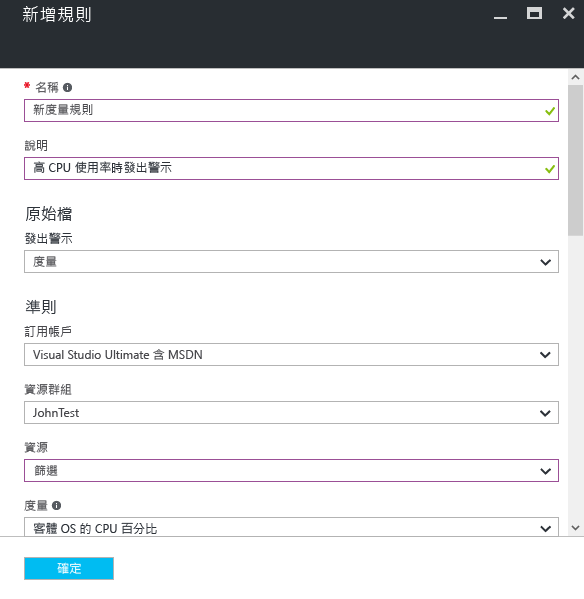 新增規則
* 名稱
新度量規則
說明
高 CPU 使用率時發出警示
原始檔
發出警示
度量
準則
訂用帳戶
Visual Studio Ultimate 含 MSDN
資源群組
JohnTest
資源
篩選
度量
客體 OS 的 CPU 百分比
確定